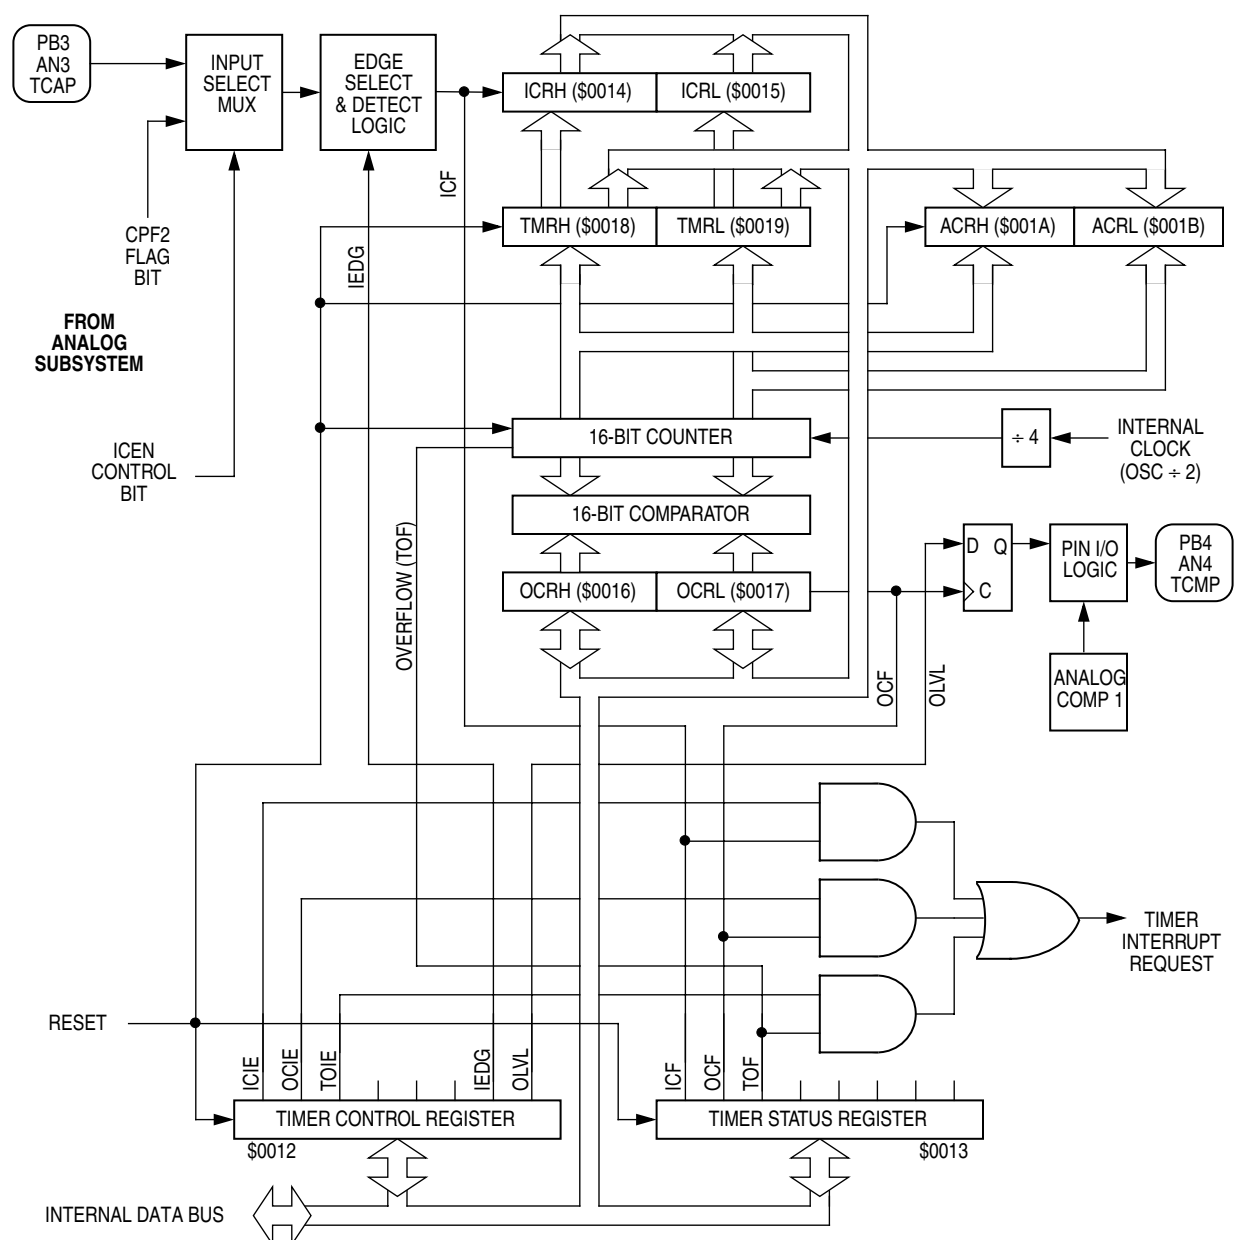 PB3
AN3
TCAP
INPUT
SELECT
MUX
EDGE
SELECT
& DETECT
LOGIC
ICRH ($0014)
ICRL ($0015)
ICF
TMRH ($0018)
TMRL ($0019)
ACRH ($001A)
ACRL ($001B)
CPF2
FLAG
BIT
IEDG
FROM
ANALOG
SUBSYSTEM
ICEN
CONTROL
BIT
16-BIT COUNTER
÷ 4
INTERNAL
CLOCK
(OSC ÷ 2)
16-BIT COMPARATOR
OVERFLOW (TOF)
D Q
C
PIN I/O
LOGIC
PB4
AN4
TCMP
OCRH ($0016)
OCRL ($0017)
OCF
OLVL
ANALOG
COMP 1
TIMER
INTERRUPT
REQUEST
RESET
ICIE
OCIE
TOIE
IEDG
OLVL
ICF
OCF
TOF
TIMER CONTROL REGISTER
$0012
TIMER STATUS REGISTER
$0013
INTERNAL DATA BUS